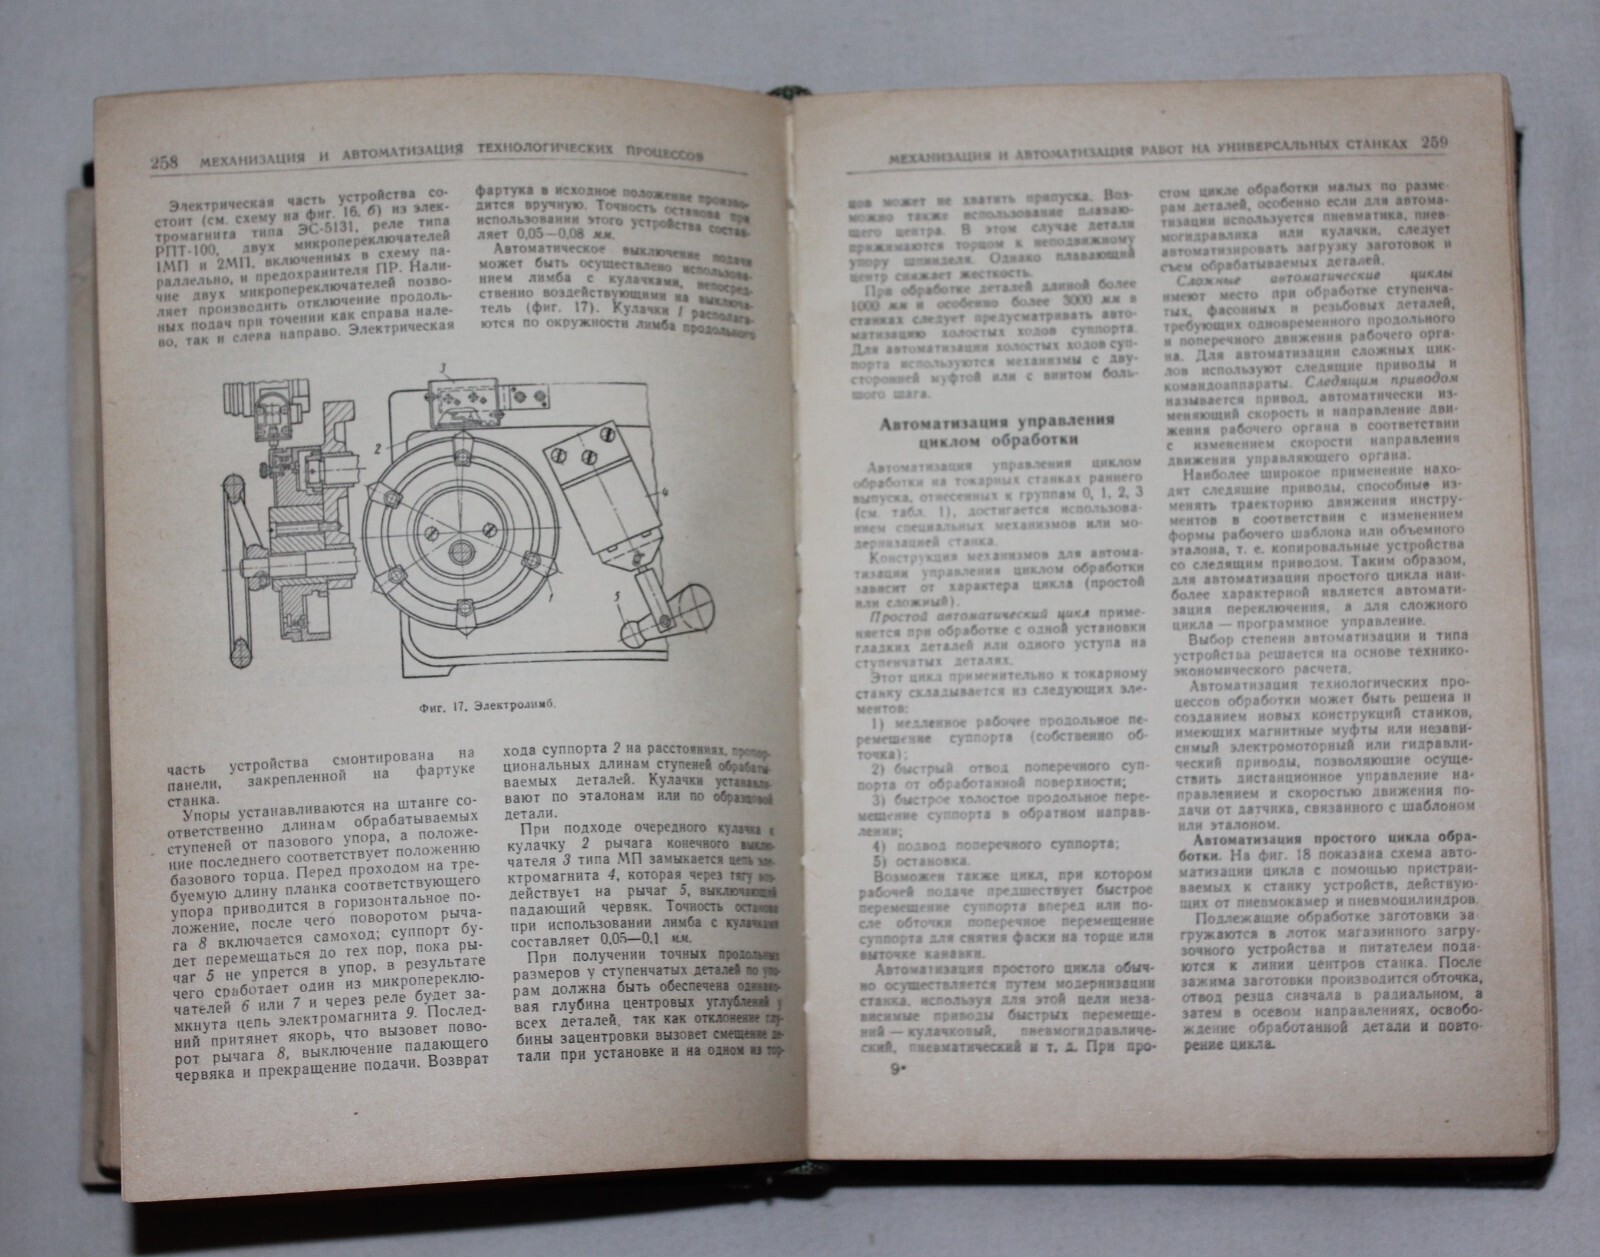 258 МЕХАНИЗАЦИЯ И АВТОМАТИЗАЦИЯ ТЕХНОЛОГИЧЕСКИХ ПРОЦЕССОВ
Электрическая часть устройства со-
стоит (см. схему на фиг. 16, б) из элек-
тромагнита типа ЭС-5131, реле типа
РПТ-100, двух микропереключателей
1МП и 2МП, включенных в схему па-
раллельно, и предохранителя ПР. Нали-
чие двух микропереключателей позво-
ляет производить отключение продоль-
ных подач при точении как справа нале-
во, так и слева направо. Электрическая
фартука в исходное положение произво-
дится вручную. Точность останова при
использовании этого устройства состав-
ляет 0,05—0,08 мм.
Автоматическое выключение подачи
может быть осуществлено использова-
нием лимба с кулачками, непосред-
ственно воздействующими на выключа-
тель (фиг. 17). Кулачки 1 располага-
ются по окружности лимба продольного
3
2
4
1
5
Фиг. 17. Электролимб.
часть устройства смонтирована на
панели, закрепленной на фартуке
станка.
Упоры устанавливаются на штанге со-
ответственно длинам обрабатываемых
ступеней от пазового упора, а положе-
ние последнего соответствует положению
базового торца. Перед проходом на тре-
буемую длину планка соответствующего
упора приводится в горизонтальное по-
ложение, после чего поворотом рыча-
га 8 включается самоход; суппорт бу-
дет перемещаться до тех пор, пока ры-
чаг 5 не упрется в упор, в результате
чего сработает один из микропереклю-
чателей 6 или 7 и через реле будет за-
мкнута цепь электромагнита 9. Послед-
ний притянет якорь, что вызовет пово-
рот рычага 8, выключение падающего
червяка и прекращение подачи. Возврат
хода суппорта 2 на расстояниях, пропор-
циональных длинам ступеней обрабаты-
ваемых деталей. Кулачки устанавли-
вают по эталонам или по образцовой
детали.
При подходе очередного кулачка к
кулачку 2 рычага конечного выклю-
чателя 3 типа МП замыкается цепь эле-
ктромагнита 4, которая через тягу воз-
действует на рычаг 5, выключающий
падающий червяк. Точность останова
при использовании лимба с кулачками
составляет 0,05—0,1 мм.
При получении точных продольных
размеров у ступенчатых деталей по упо-
рам должна быть обеспечена одинако-
вая глубина центровых углублений у
всех деталей, так как отклонение глу-
бины зацентровки вызовет смещение де-
тали при установке и на одном из тор-
МЕХАНИЗАЦИЯ И АВТОМАТИЗАЦИЯ РАБОТ НА УНИВЕРСАЛЬНЫХ СТАНКАХ 259
цов может не хватить припуска. Воз-
можно также использование плаваю-
щего центра. В этом случае детали
прижимаются торцом к неподвижному
упору шпинделя. Однако плавающий
центр снижает жесткость.
При обработке деталей длиной более
1000 мм и особенно более 3000 мм в
станках следует предусматривать авто-
матизацию холостых ходов суппорта.
Для автоматизации холостых ходов суп-
порта используются механизмы с дву-
сторонней муфтой или с винтом боль-
шого шага.
Автоматизация управления
циклом обработки
Автоматизация управления циклом
обработки на токарных станках раннего
выпуска, отнесенных к группам 0, 1, 2, 3
(см. табл. 1), достигается использова-
нием специальных механизмов или мо-
дернизацией станка.
Конструкция механизмов для автома-
тизации управления циклом обработки
зависит от характера цикла (простой
или сложный).
Простой автоматический цикл приме-
няется при обработке с одной установки
гладких деталей или одного уступа на
ступенчатых деталях.
Этот цикл применительно к токарному
станку складывается из следующих эле-
ментов:
1) медленное рабочее продольное пе-
ремещение суппорта (собственно об-
точка);
2) быстрый отвод поперечного суп-
порта от обработанной поверхности;
3) быстрое холостое продольное пере-
мещение суппорта в обратном направ-
лении;
4) подвод поперечного суппорта;
5) остановка.
Возможен также цикл, при котором
рабочей подаче предшествует быстрое
перемещение суппорта вперед или по-
сле обточки поперечное перемещение
суппорта для снятия фаски на торце или
выточке канавки.
Автоматизация простого цикла обыч-
но осуществляется путем модернизации
станка, используя для этой цели неза-
висимые приводы быстрых перемеще-
ний — кулачковый, пневмогидравличе-
ский, пневматический и т. д. При про-
9*
стом цикле обработки малых по разме-
рам деталей, особенно если для автома-
тизации используется пневматика, пнев-
могидравлика или кулачки, следует
автоматизировать загрузку заготовок и
съем обрабатываемых деталей.
Сложные автоматические циклы
имеют место при обработке ступенча-
тых, фасонных и резьбовых деталей,
требующих одновременного продольного
и поперечного движения рабочего орга-
на. Для автоматизации сложных цик-
лов используют следящие приводы и
командоаппараты. Следящим приводом
называется привод, автоматически из-
меняющий скорость и направление дви-
жения рабочего органа в соответствии
с изменением скорости направления
движения управляющего органа.
Наиболее широкое применение нахо-
дят следящие приводы, способные из-
менять траекторию движения инстру-
ментов в соответствии с изменением
формы рабочего шаблона или объемного
эталона, т. е. копировальные устройства
со следящим приводом. Таким образом,
для автоматизации простого цикла наи-
более характерной является автомати-
зация переключения, а для сложного
цикла — программное управление.
Выбор степени автоматизации и типа
устройства решается на основе технико-
экономического расчета.
Автоматизация технологических про-
цессов обработки может быть решена и
созданием новых конструкций станков,
имеющих магнитные муфты или незави-
симый электромоторный или гидравли-
ческий приводы, позволяющие осуще-
ствить дистанционное управление на-
правлением и скоростью движения по-
дачи от датчика, связанного с шаблоном
или эталоном.
Автоматизация простого цикла обра-
ботки. На фиг. 18 показана схема авто-
матизации цикла с помощью пристраи-
ваемых к станку устройств, действую-
щих от пневмокамер и пневмоцилиндров.
Подлежащие обработке заготовки за-
гружаются в лоток магазинного загру-
зочного устройства и питателем пода-
ются к линии центров станка. После
зажима заготовки производится обточка,
отвод резца сначала в радиальном, а
затем в осевом направлениях, освобо-
ждение обработанной детали и повто-
рение цикла.